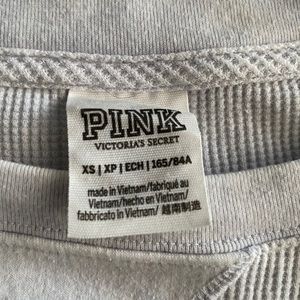 PINK
VICTORIA'S SECRET
XS | XP | ECH | 165/84A
made in Vietnam/fabriqué au
Vietnam/hecho en Vietnam/
fabbricato in Vietnam/ 越南制造